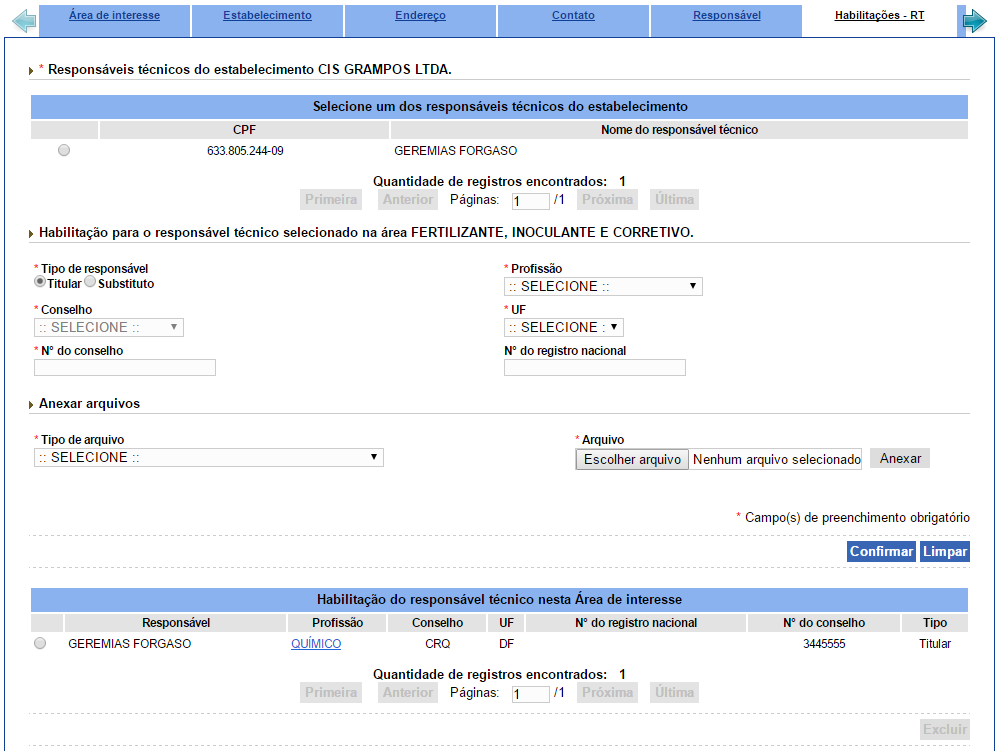 Área de interesse Estabelecimento Endereço Contato Responsável Habilitações - RT
* Responsáveis técnicos do estabelecimento CIS GRAMPOS LTDA.
Selecione um dos responsáveis técnicos do estabelecimento
CPF Nome do responsável técnico
633.805.244-09 GEREMIAS FORGASO
Quantidade de registros encontrados: 1
Primeira Anterior Páginas: 1 /1 Próxima Última
Habilitação para o responsável técnico selecionado na área FERTILIZANTE, INOCULANTE E CORRETIVO.
* Tipo de responsável * Profissão
Titular Substituto :: SELECIONE ::
* Conselho * UF
:: SELECIONE :: :: SELECIONE :
* N° do conselho N° do registro nacional
Anexar arquivos
* Tipo de arquivo * Arquivo
:: SELECIONE :: Escolher arquivo Nenhum arquivo selecionado Anexar
* Campo(s) de preenchimento obrigatório
Confirmar Limpar
Habilitação do responsável técnico nesta Área de interesse
Responsável Profissão Conselho UF N° do registro nacional N° do conselho Tipo
GEREMIAS FORGASO QUÍMICO CRQ DF 3445555 Titular
Quantidade de registros encontrados: 1
Primeira Anterior Páginas: 1 /1 Próxima Última
Excluir